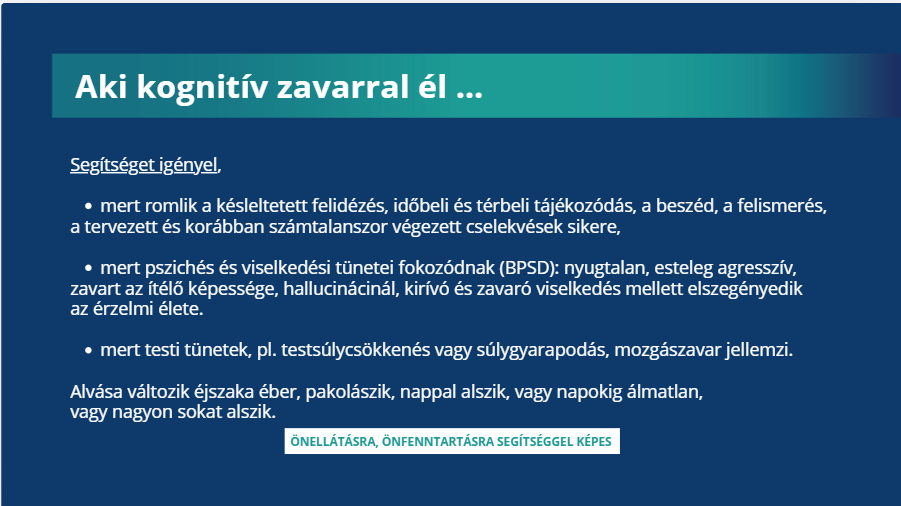 Aki kognitív zavarral él ...
Segítséget igényel,
• mert romlik a késleltetett felidézés, időbeli és térbeli tájékozódás, a beszéd, a felismerés,
a tervezett és korábban számtalanszor végezett cselekvések sikere,
• mert pszichés és viselkedési tünetei fokozódnak (BPSD): nyugtalan, esteleg agresszív,
zavart az ítélő képessége, hallucinácinál, kirívó és zavaró viselkedés mellett elszegényedik
az érzelmi élete.
• mert testi tünetek, pl. testsúlycsökkenés vagy súlygyarapodás, mozgászavar jellemzi.
Alvása változik éjszaka éber, pakolászik, nappal alszik, vagy napokig álmatlan,
vagy nagyon sokat alszik.
ÖNELLÁTÁSRA, ÖNFENNTARTÁSRA SEGÍTSÉGGEL KÉPES